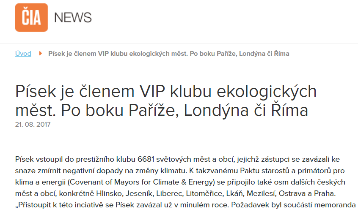 ČIA NEWS
Úvod ▸ Písek je členem VIP klubu ekologických měst. Po boku Paříže, Londýna či Říma
Písek je členem VIP klubu ekologických
měst. Po boku Paříže, Londýna či Říma
21. 08. 2017
Písek vstoupil do prestižního klubu 6681 světových měst a obcí, jejichž zástupci se zavázali ke
snaze zmírnit negativní dopady na změny klimatu. K takzvanému Paktu starostů a primátorů pro
klima a energii (Covenant of Mayors for Climate & Energy) se připojilo také osm dalších českých
měst a obcí, konkrétně Hlinsko, Jeseník, Liberec, Litoměřice, Lkáň, Mezilesí, Ostrava a Praha.
„Přistoupit k této iniciativě se Písek zavázal už v minulém roce. Požadavek byl součástí memoranda